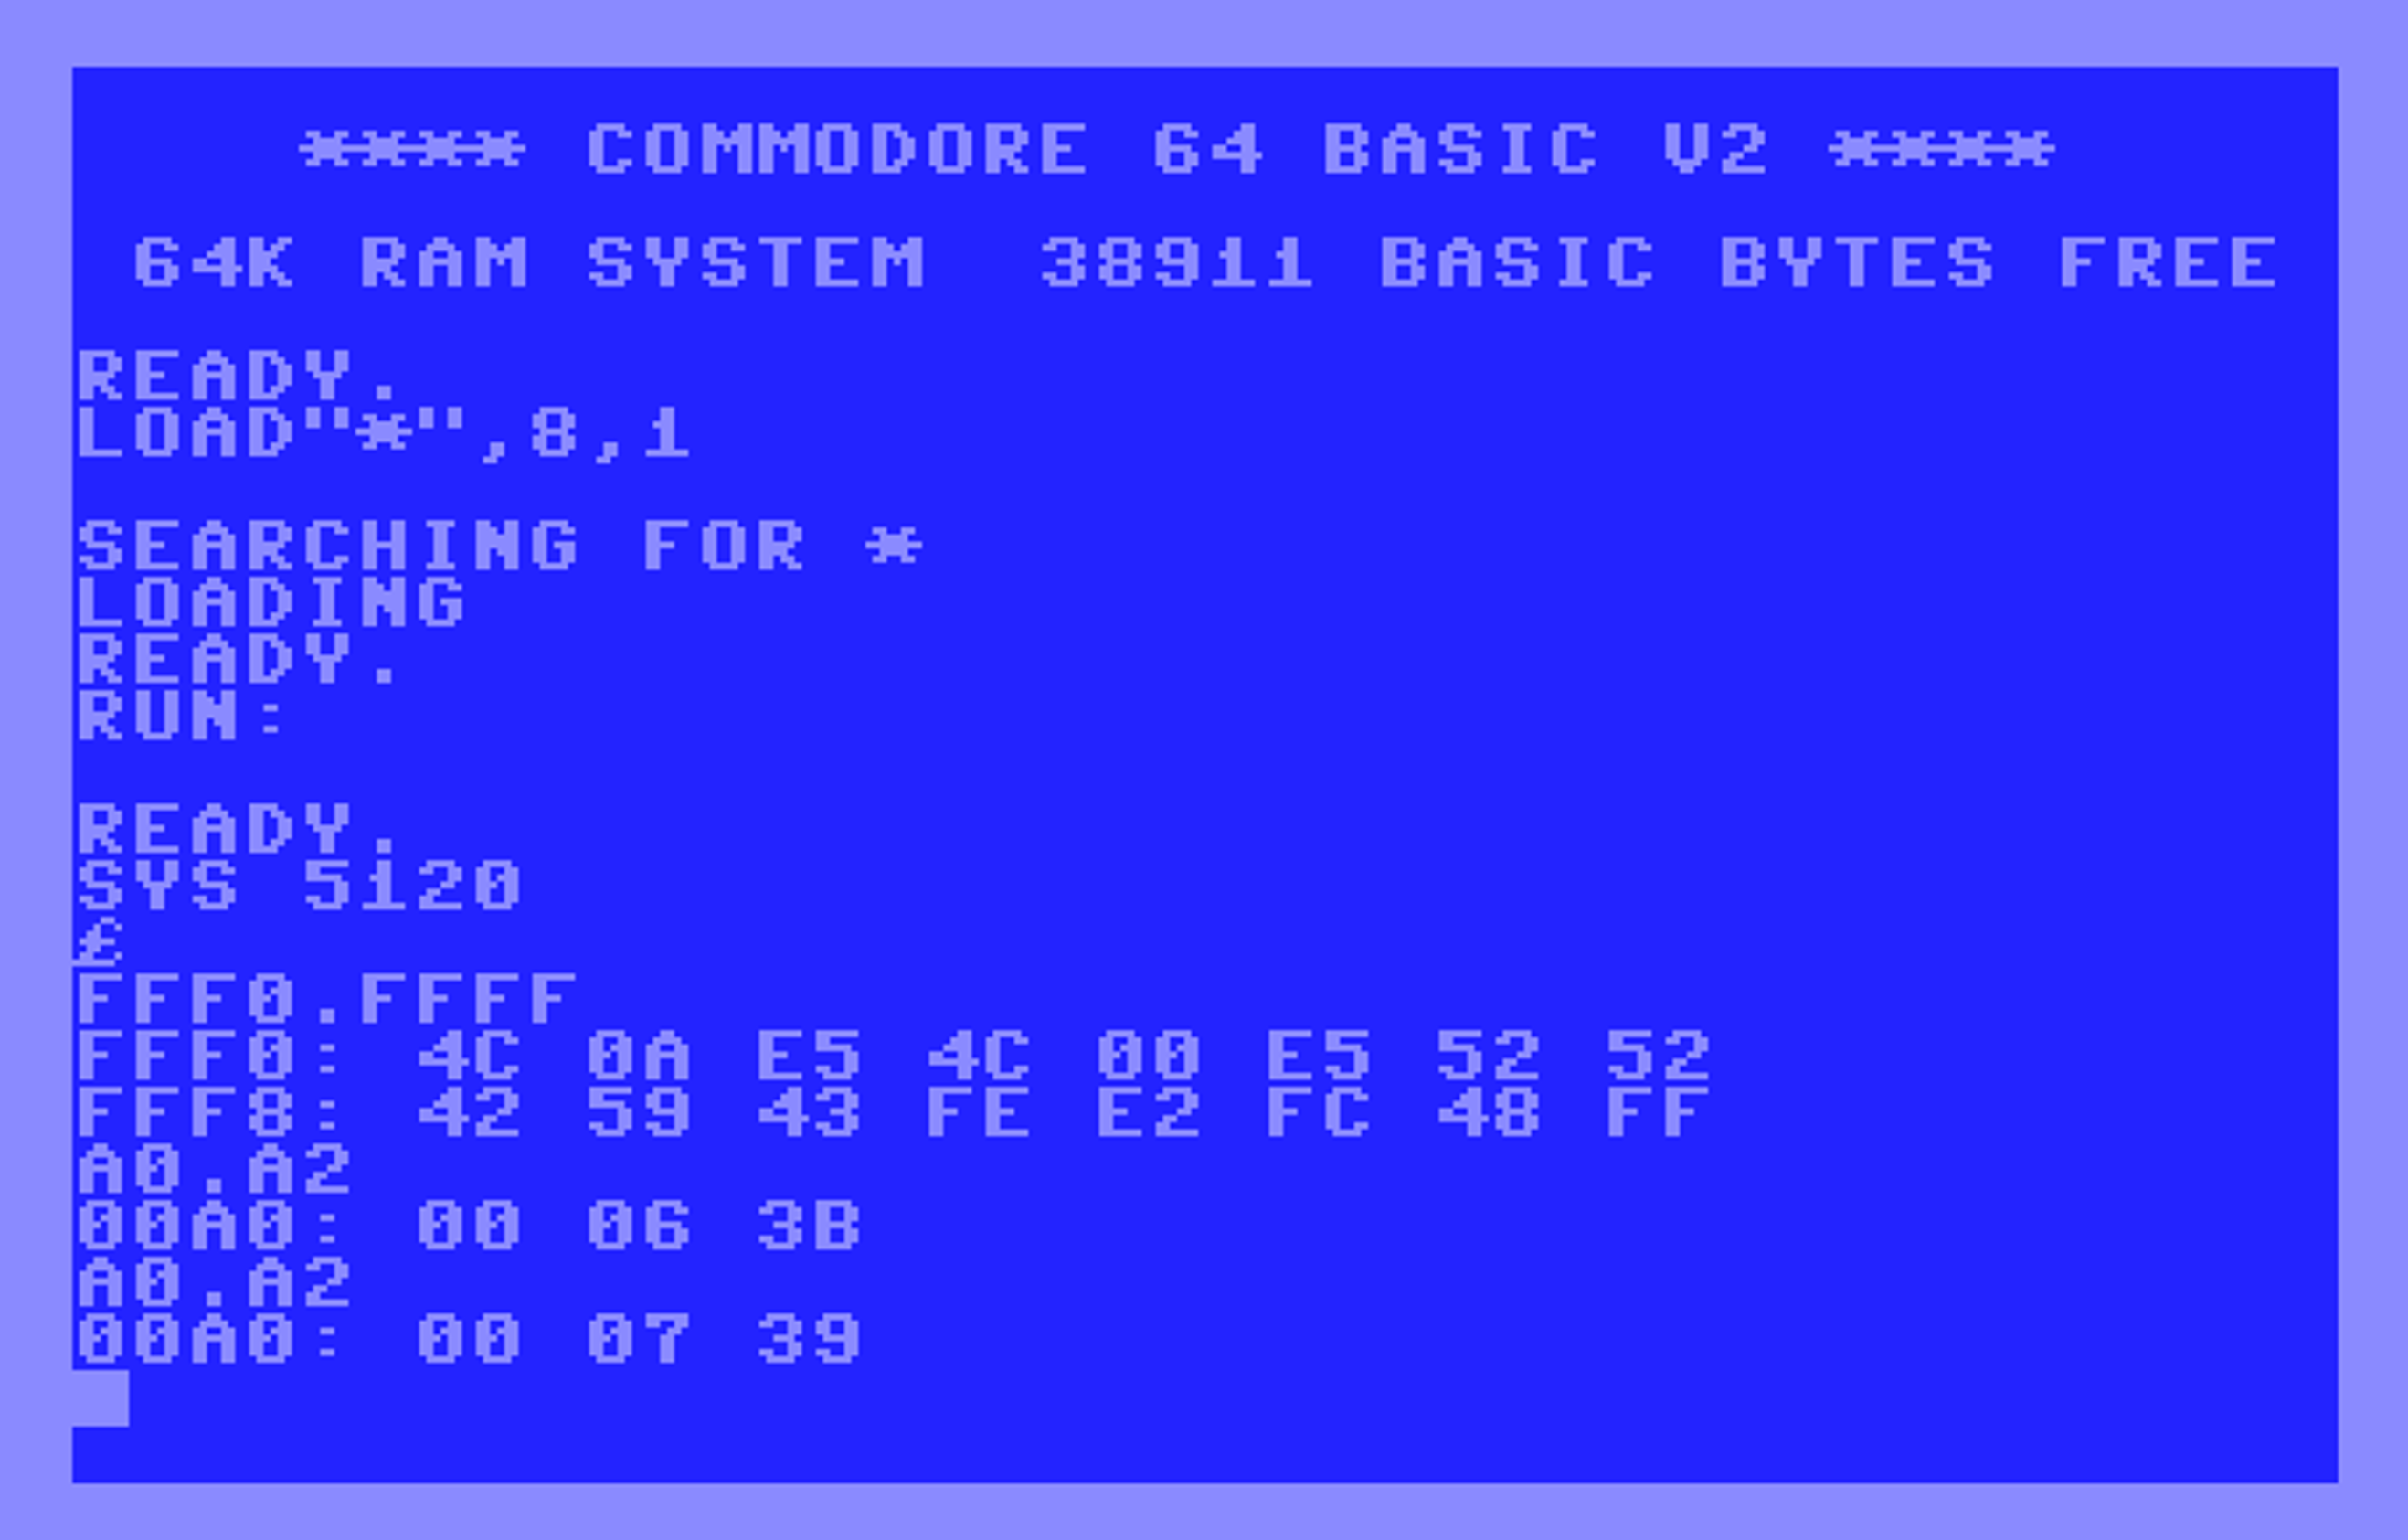 **** COMMODORE 64 BASIC V2 ****
64K RAM SYSTEM  38911 BASIC BYTES FREE
READY.
LOAD"*",8,1
SEARCHING FOR *
LOADING
READY.
RUN:
READY.
SYS 5120
£
FFF0.FFFF
FFF0:  4C 0A E5 4C 00 E5 52 52
FFF8:  42 59 43 FE E2 FC 48 FF
A0.A2
00A0:  00 06 3B
A0.A2
00A0:  00 07 39